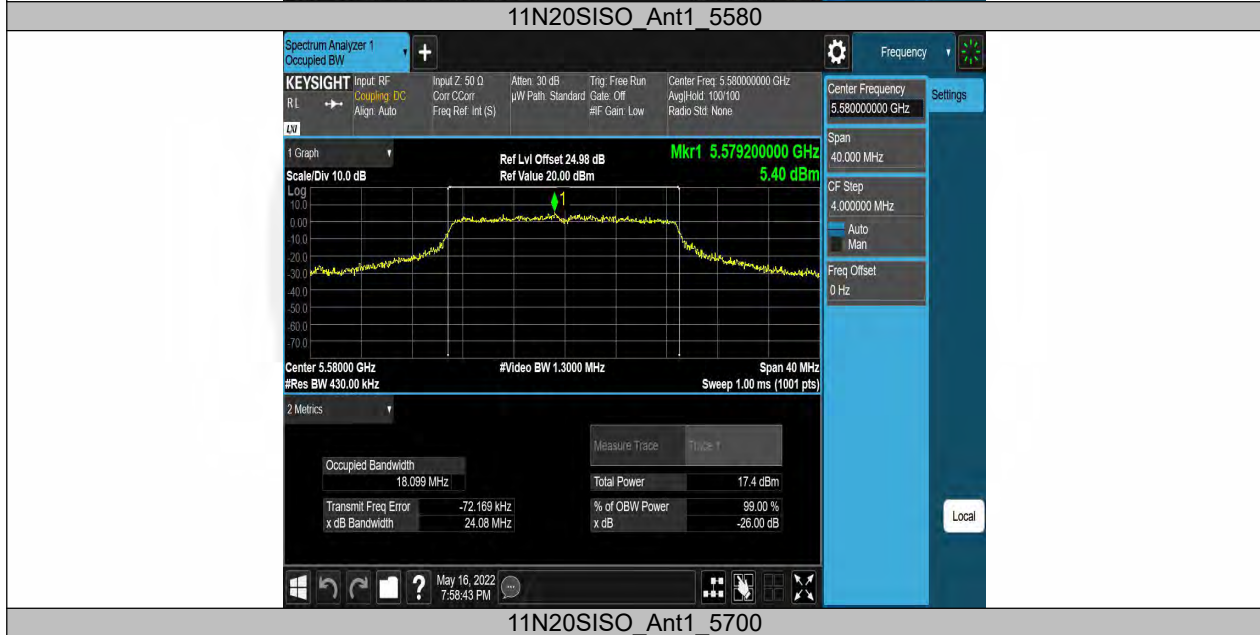 11N20SISO_Ant1_5580
Spectrum Analyzer 1
Occupied BW
+
Frequency
KEYSIGHT
Input: RF
Input Z: 50 Ω
Atten: 30 dB
Trig: Free Run
Center Freq: 5.580000000 GHz
RL
Coupling: DC
Corr CCorr
µW Path: Standard
Gate: Off
Avg|Hold: 100/100
Align: Auto
Freq Ref: Int (S)
#IF Gain: Low
Radio Std: None
LXI
Center Frequency
5.580000000 GHz
Settings
Span
40.000 MHz
CF Step
4.000000 MHz
Auto
Man
Freq Offset
0 Hz
Local
1 Graph
Ref Lvl Offset 24.98 dB
Mkr1 5.579200000 GHz
Scale/Div 10.0 dB
Ref Value 20.00 dBm
5.40 dBm
Log
10.0
0.00
-10.0
-20.0
-30.0
-40.0
-50.0
-60.0
-70.0
1
Center 5.58000 GHz
#Video BW 1.3000 MHz
Span 40 MHz
#Res BW 430.00 kHz
Sweep 1.00 ms (1001 pts)
2 Metrics
Measure Trace
Trace 1
Occupied Bandwidth
18.099 MHz
Total Power
17.4 dBm
Transmit Freq Error
-72.169 kHz
% of OBW Power
99.00 %
x dB Bandwidth
24.08 MHz
x dB
-26.00 dB
?
May 16, 2022
7:58:43 PM
11N20SISO_Ant1_5700